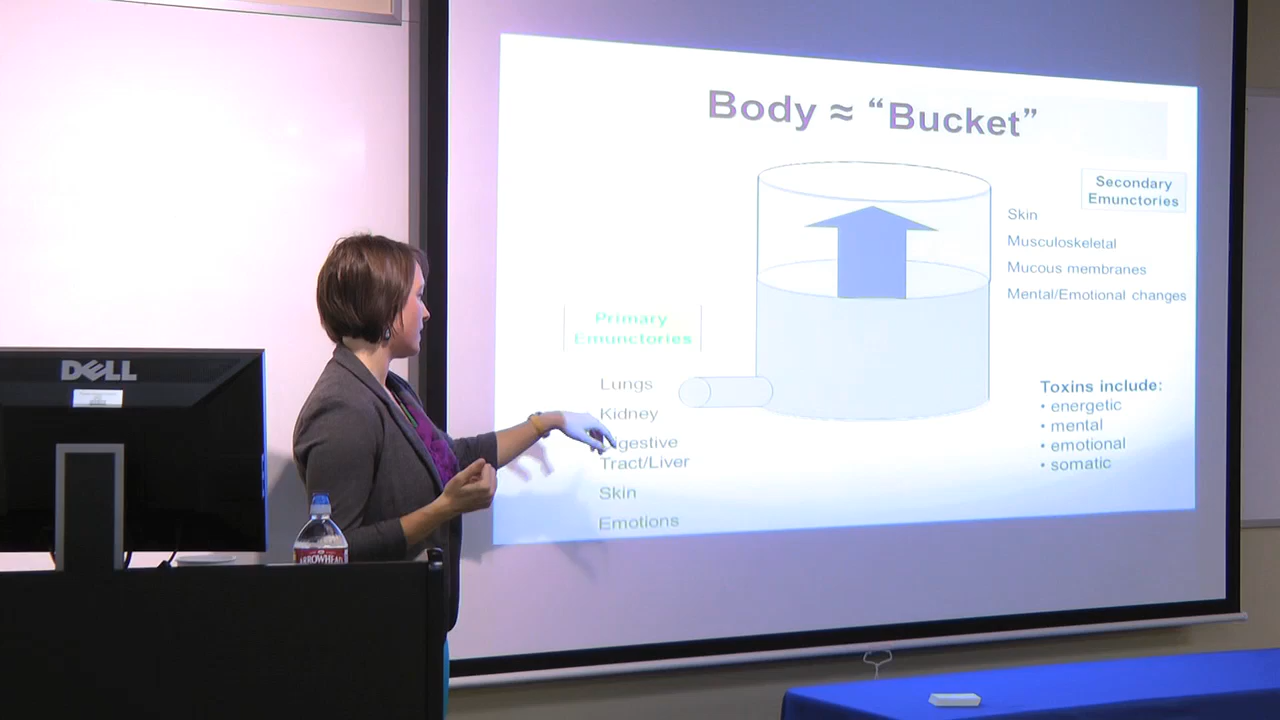 Body ≈ “Bucket”
Secondary
Emunctories
Skin
Musculoskeletal
Mucous membranes
Mental/Emotional changes
Primary
Emunctories
Lungs
Kidney
Digestive
Tract/Liver
Skin
Emotions
Toxins include:
• energetic
• mental
• emotional
• somatic
DELL
ARROWHEAD